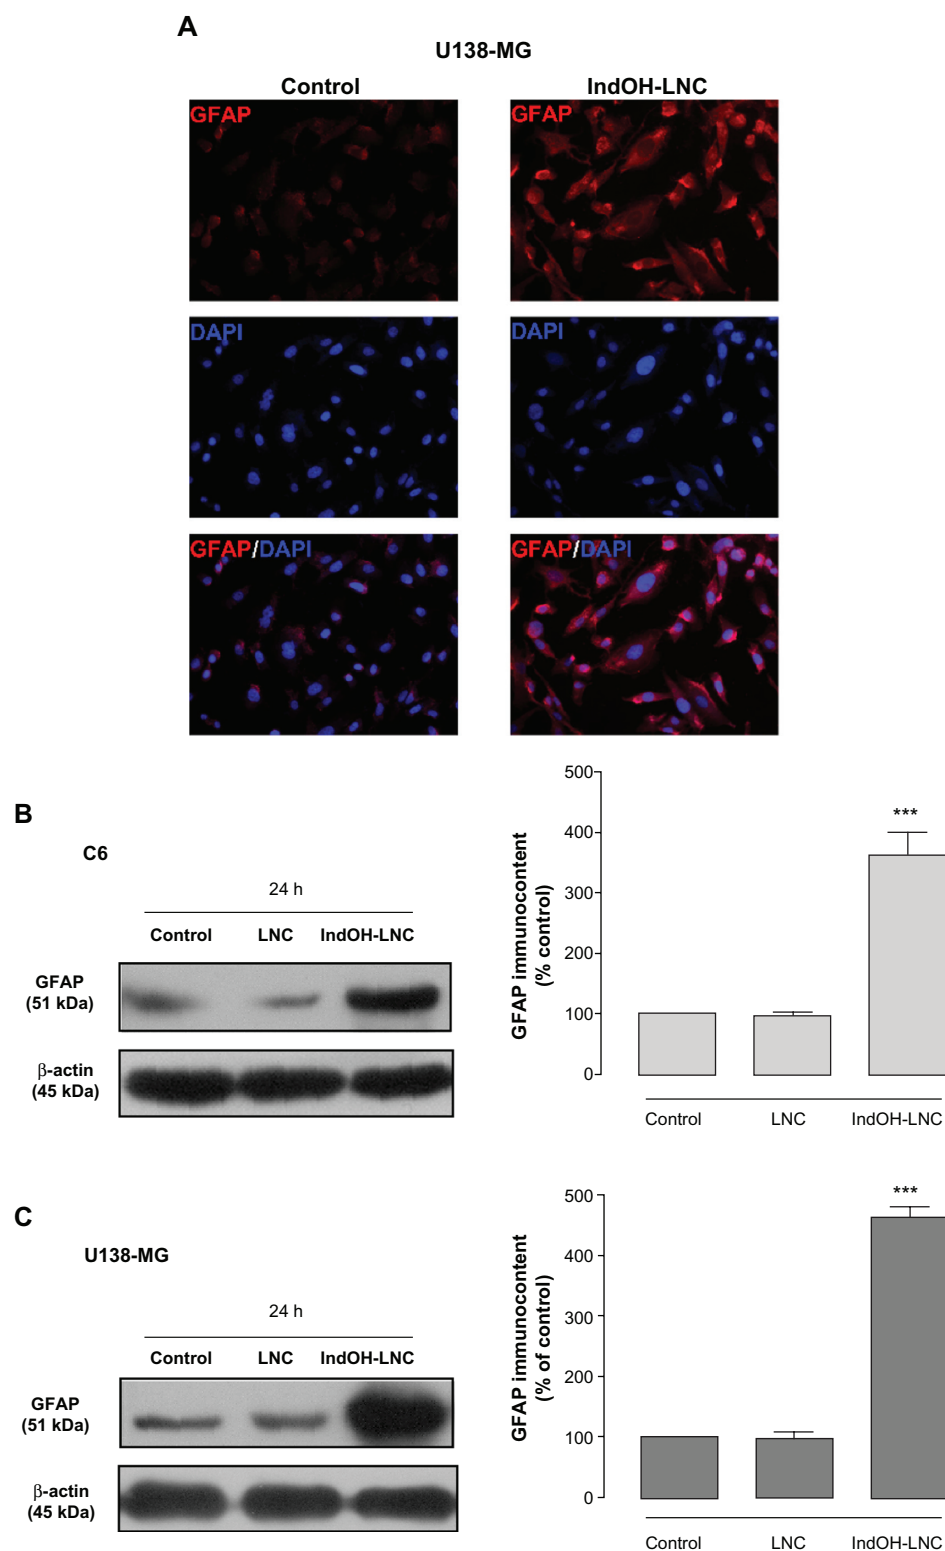 A
U138-MG
Control IndOH-LNC
GFAP GFAP
DAPI DAPI
GFAP/DAPI GFAP/DAPI
B
C6
24 h
Control LNC IndOH-LNC
GFAP
(51 kDa)
β-actin
(45 kDa)
GFAP immunocontent
(% control)
500
400
300
200
100
0
***
Control LNC IndOH-LNC
C
U138-MG
24 h
Control LNC IndOH-LNC
GFAP
(51 kDa)
β-actin
(45 kDa)
GFAP immunocontent
(% of control)
500
400
300
200
100
0
***
Control LNC IndOH-LNC